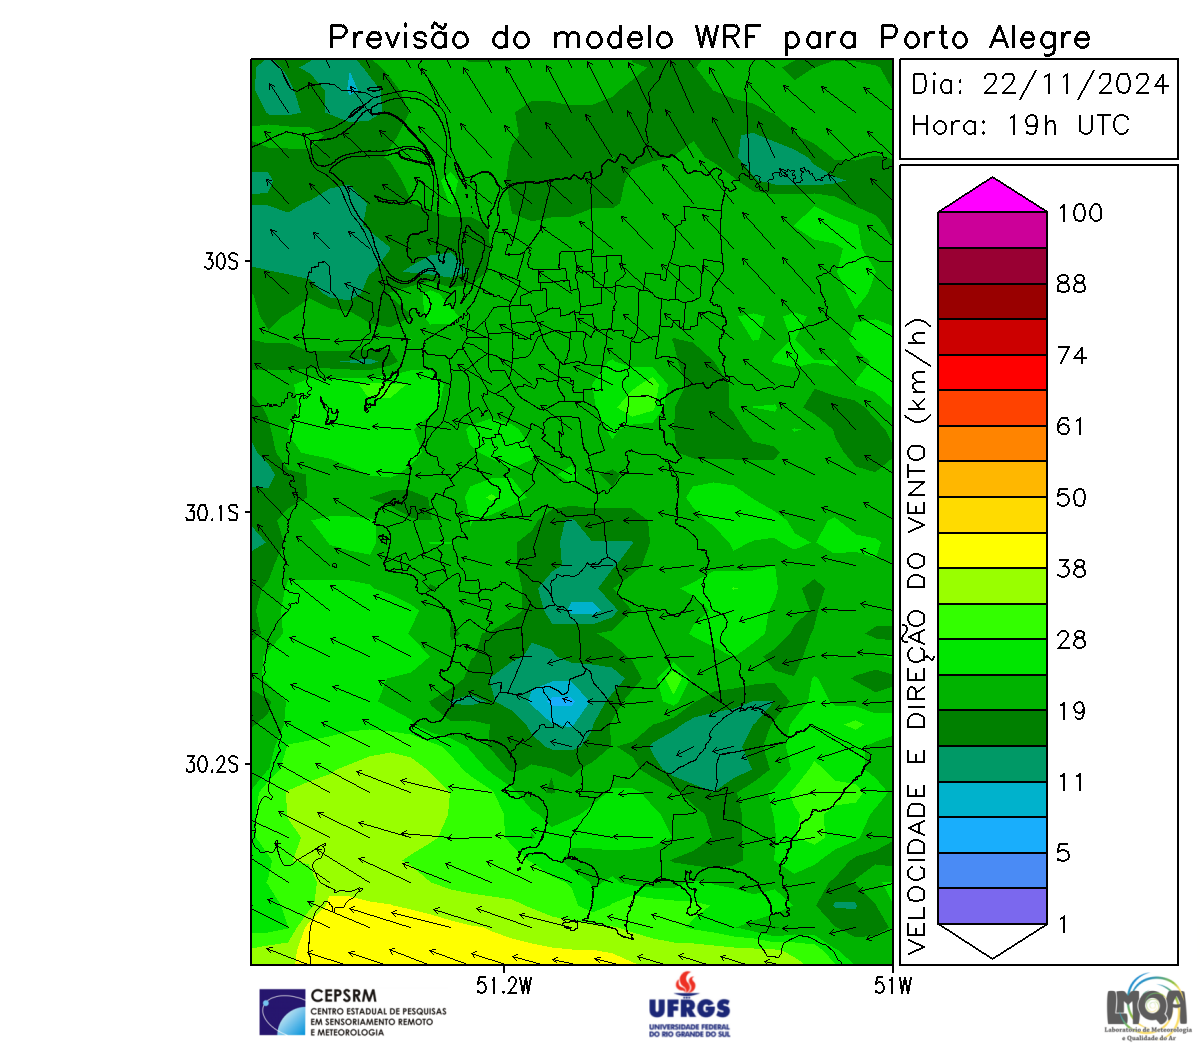 Previsão do modelo WRF para Porto Alegre
Dia: 22/11/2024
Hora: 19h UTC
100
88
74
61
50
38
28
19
11
5
1
VELOCIDADE E DIREÇÃO DO VENTO (km/h)
30S
30.1S
30.2S
51.2W
51W
CEPSRM
CENTRO ESTADUAL DE PESQUISAS
EM SENSORIAMENTO REMOTO
E METEOROLOGIA
UFRGS
UNIVERSIDADE FEDERAL
DO RIO GRANDE DO SUL
LMQA
Laboratório de Meteorologia
e Qualidade do Ar